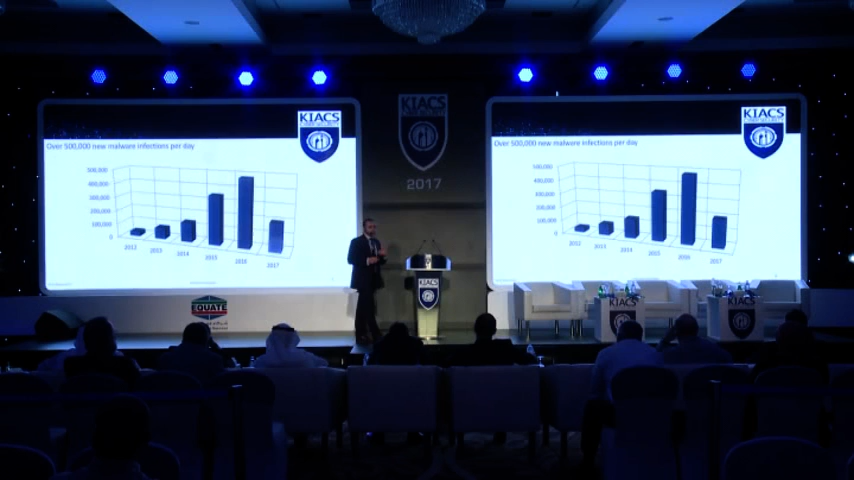 KIACS
Over 500,000 new malware infections per day
500,000
400,000
300,000
200,000
100,000
0
2012
2013
2014
2015
2016
2017
KIACS
2017
KIACS
Over 500,000 new malware infections per day
500,000
400,000
300,000
200,000
100,000
0
2012
2013
2014
2015
2016
2017
KIACS
EQUATE
KIACS
KIACS